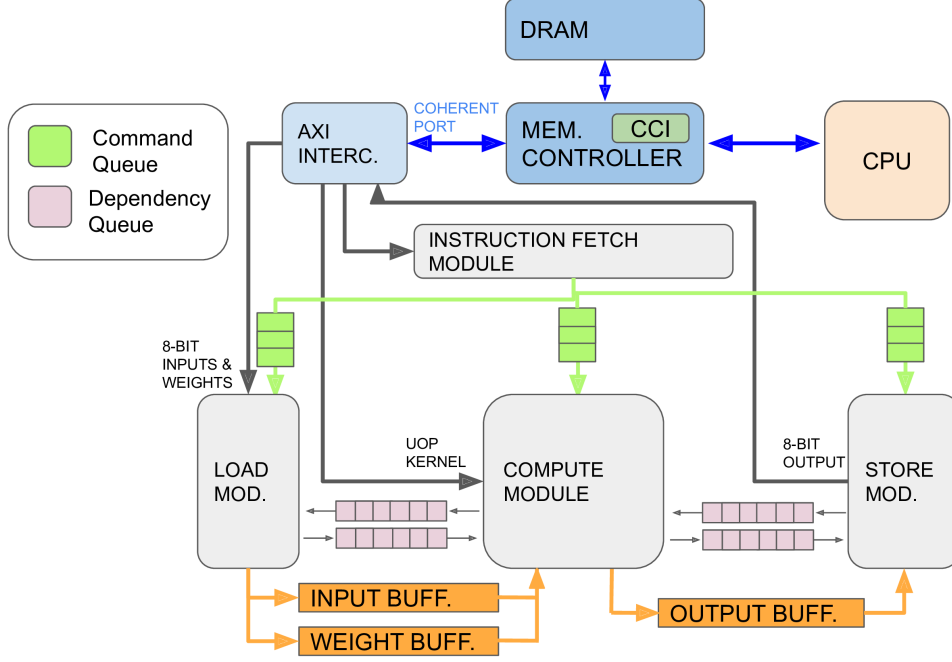 DRAM
COHERENT
PORT
AXI
INTERC.
MEM.
CCI
CONTROLLER
CPU
Command
Queue
Dependency
Queue
INSTRUCTION FETCH
MODULE
8-BIT
INPUTS &
WEIGHTS
UOP
KERNEL
8-BIT
OUTPUT
LOAD
MOD.
COMPUTE
MODULE
STORE
MOD.
INPUT BUFF.
WEIGHT BUFF.
OUTPUT BUFF.